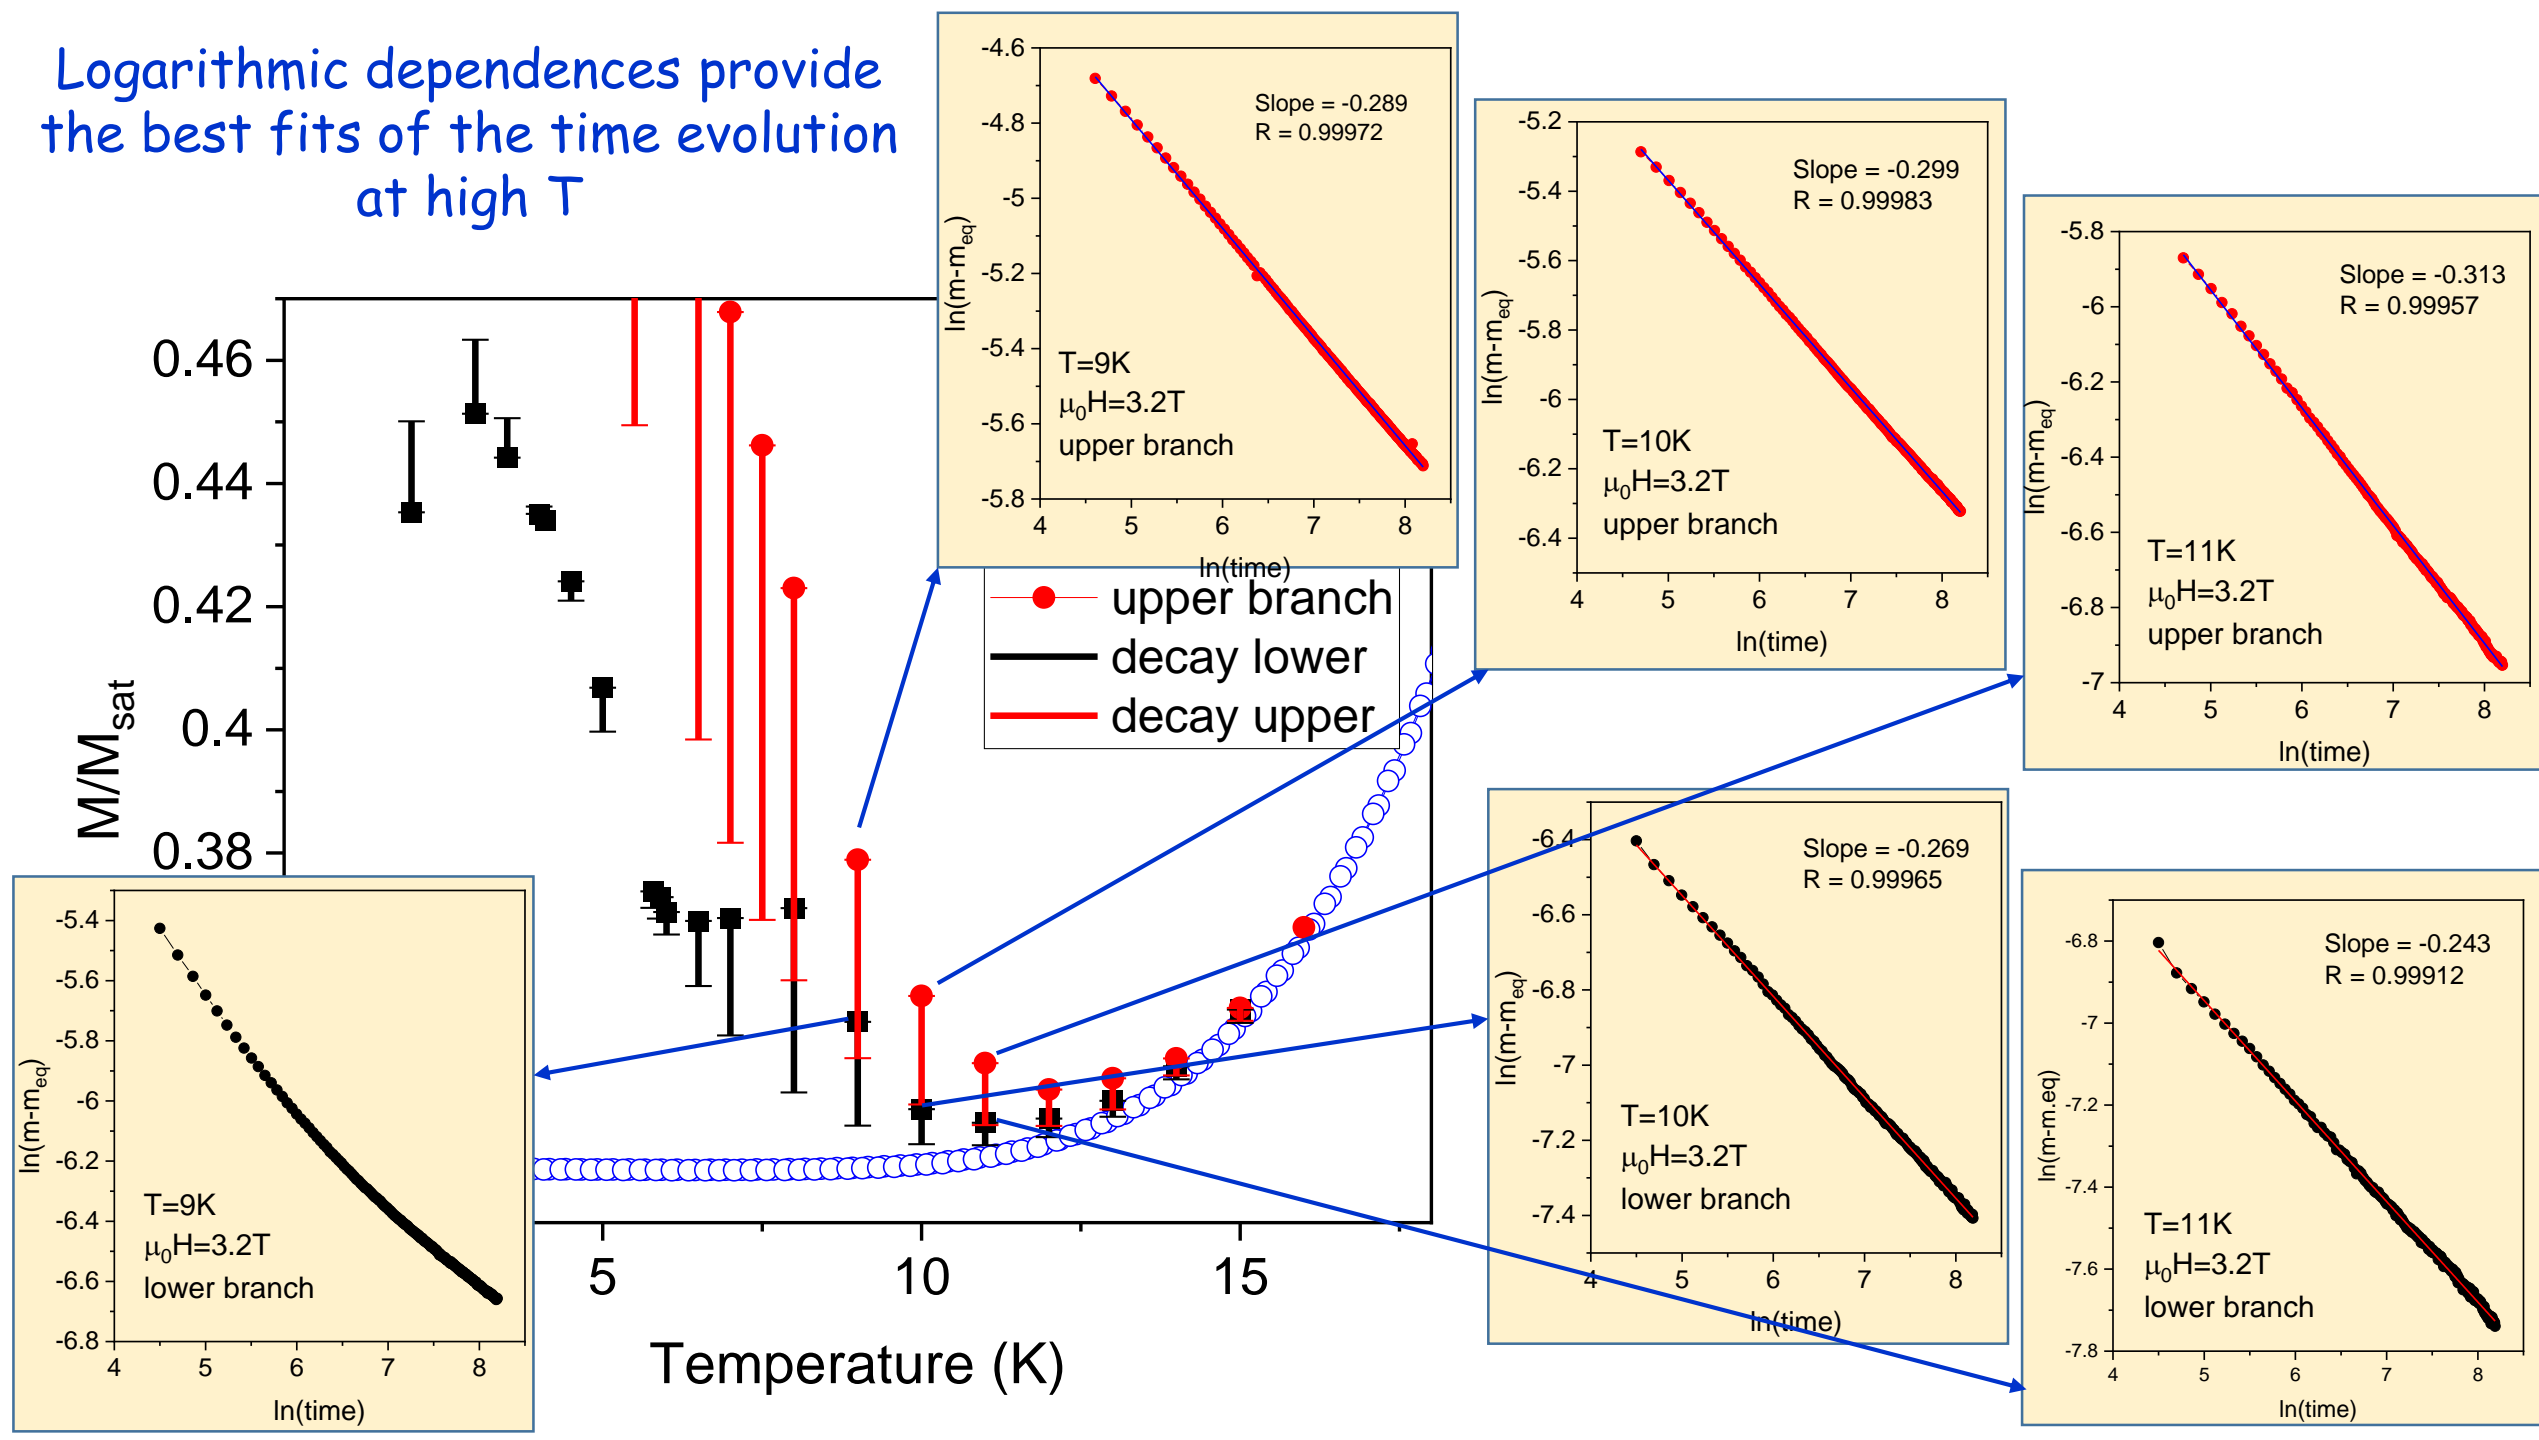 Logarithmic dependences provide
the best fits of the time evolution
at high T
0.46
0.44
0.42
0.4
0.38
M/M_sat
5
10
15
Temperature (K)
upper branch
decay lower
decay upper
-4.6
-4.8
-5
-5.2
-5.4
-5.6
-5.8
ln(m-m_eq)
Slope = -0.289
R = 0.99972
T=9K
μ₀H=3.2T
upper branch
4
5
6
7
8
ln(time)
-5.2
-5.4
-5.6
-5.8
-6
-6.2
-6.4
ln(m-m_eq)
Slope = -0.299
R = 0.99983
T=10K
μ₀H=3.2T
upper branch
4
5
6
7
8
ln(time)
-5.8
-6
-6.2
-6.4
-6.6
-6.8
-7
ln(m-m_eq)
Slope = -0.313
R = 0.99957
T=11K
μ₀H=3.2T
upper branch
4
5
6
7
8
ln(time)
-5.4
-5.6
-5.8
-6
-6.2
-6.4
-6.6
-6.8
ln(m-m_eq)
T=9K
μ₀H=3.2T
lower branch
4
5
6
7
8
ln(time)
-6.4
-6.6
-6.8
-7
-7.2
-7.4
ln(m-m_eq)
Slope = -0.269
R = 0.99965
T=10K
μ₀H=3.2T
lower branch
4
5
6
7
8
ln(time)
-6.8
-7
-7.2
-7.4
-7.6
-7.8
ln(m-m.eq)
Slope = -0.243
R = 0.99912
T=11K
μ₀H=3.2T
lower branch
4
5
6
7
8
ln(time)